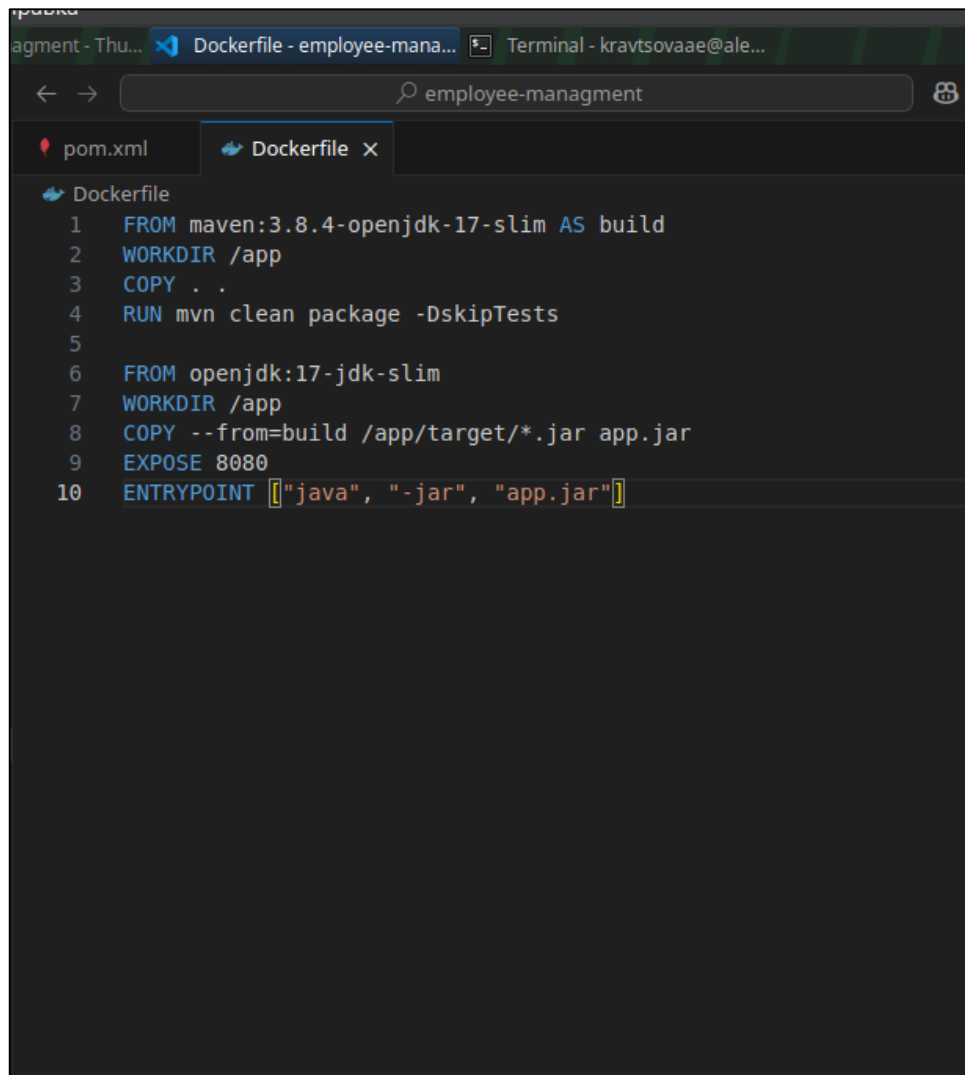 agment - Thu... Dockerfile - employee-mana... Terminal - kravtsovaae@ale...
employee-managment
pom.xml Dockerfile
Dockerfile
1 FROM maven:3.8.4-openjdk-17-slim AS build
2 WORKDIR /app
3 COPY . .
4 RUN mvn clean package -DskipTests
5
6 FROM openjdk:17-jdk-slim
7 WORKDIR /app
8 COPY --from=build /app/target/*.jar app.jar
9 EXPOSE 8080
10 ENTRYPOINT ["java", "-jar", "app.jar"]